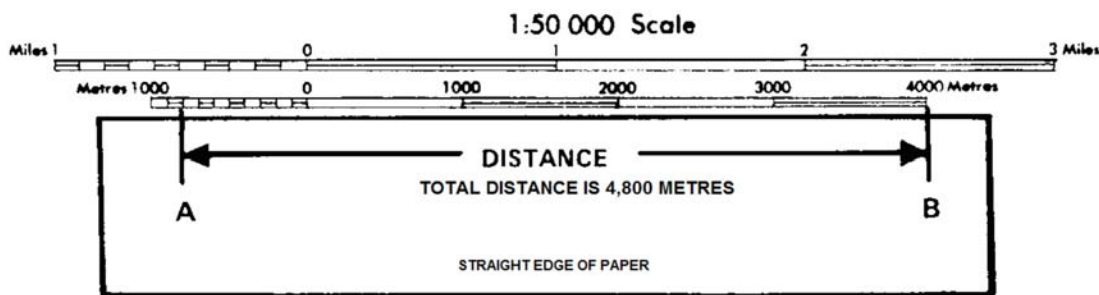 1:50 000 Scale
Miles 1 0 1 2 3 Miles
Metres 1000 0 1000 2000 3000 4000 Metres
DISTANCE
TOTAL DISTANCE IS 4,800 METRES
A B
STRAIGHT EDGE OF PAPER